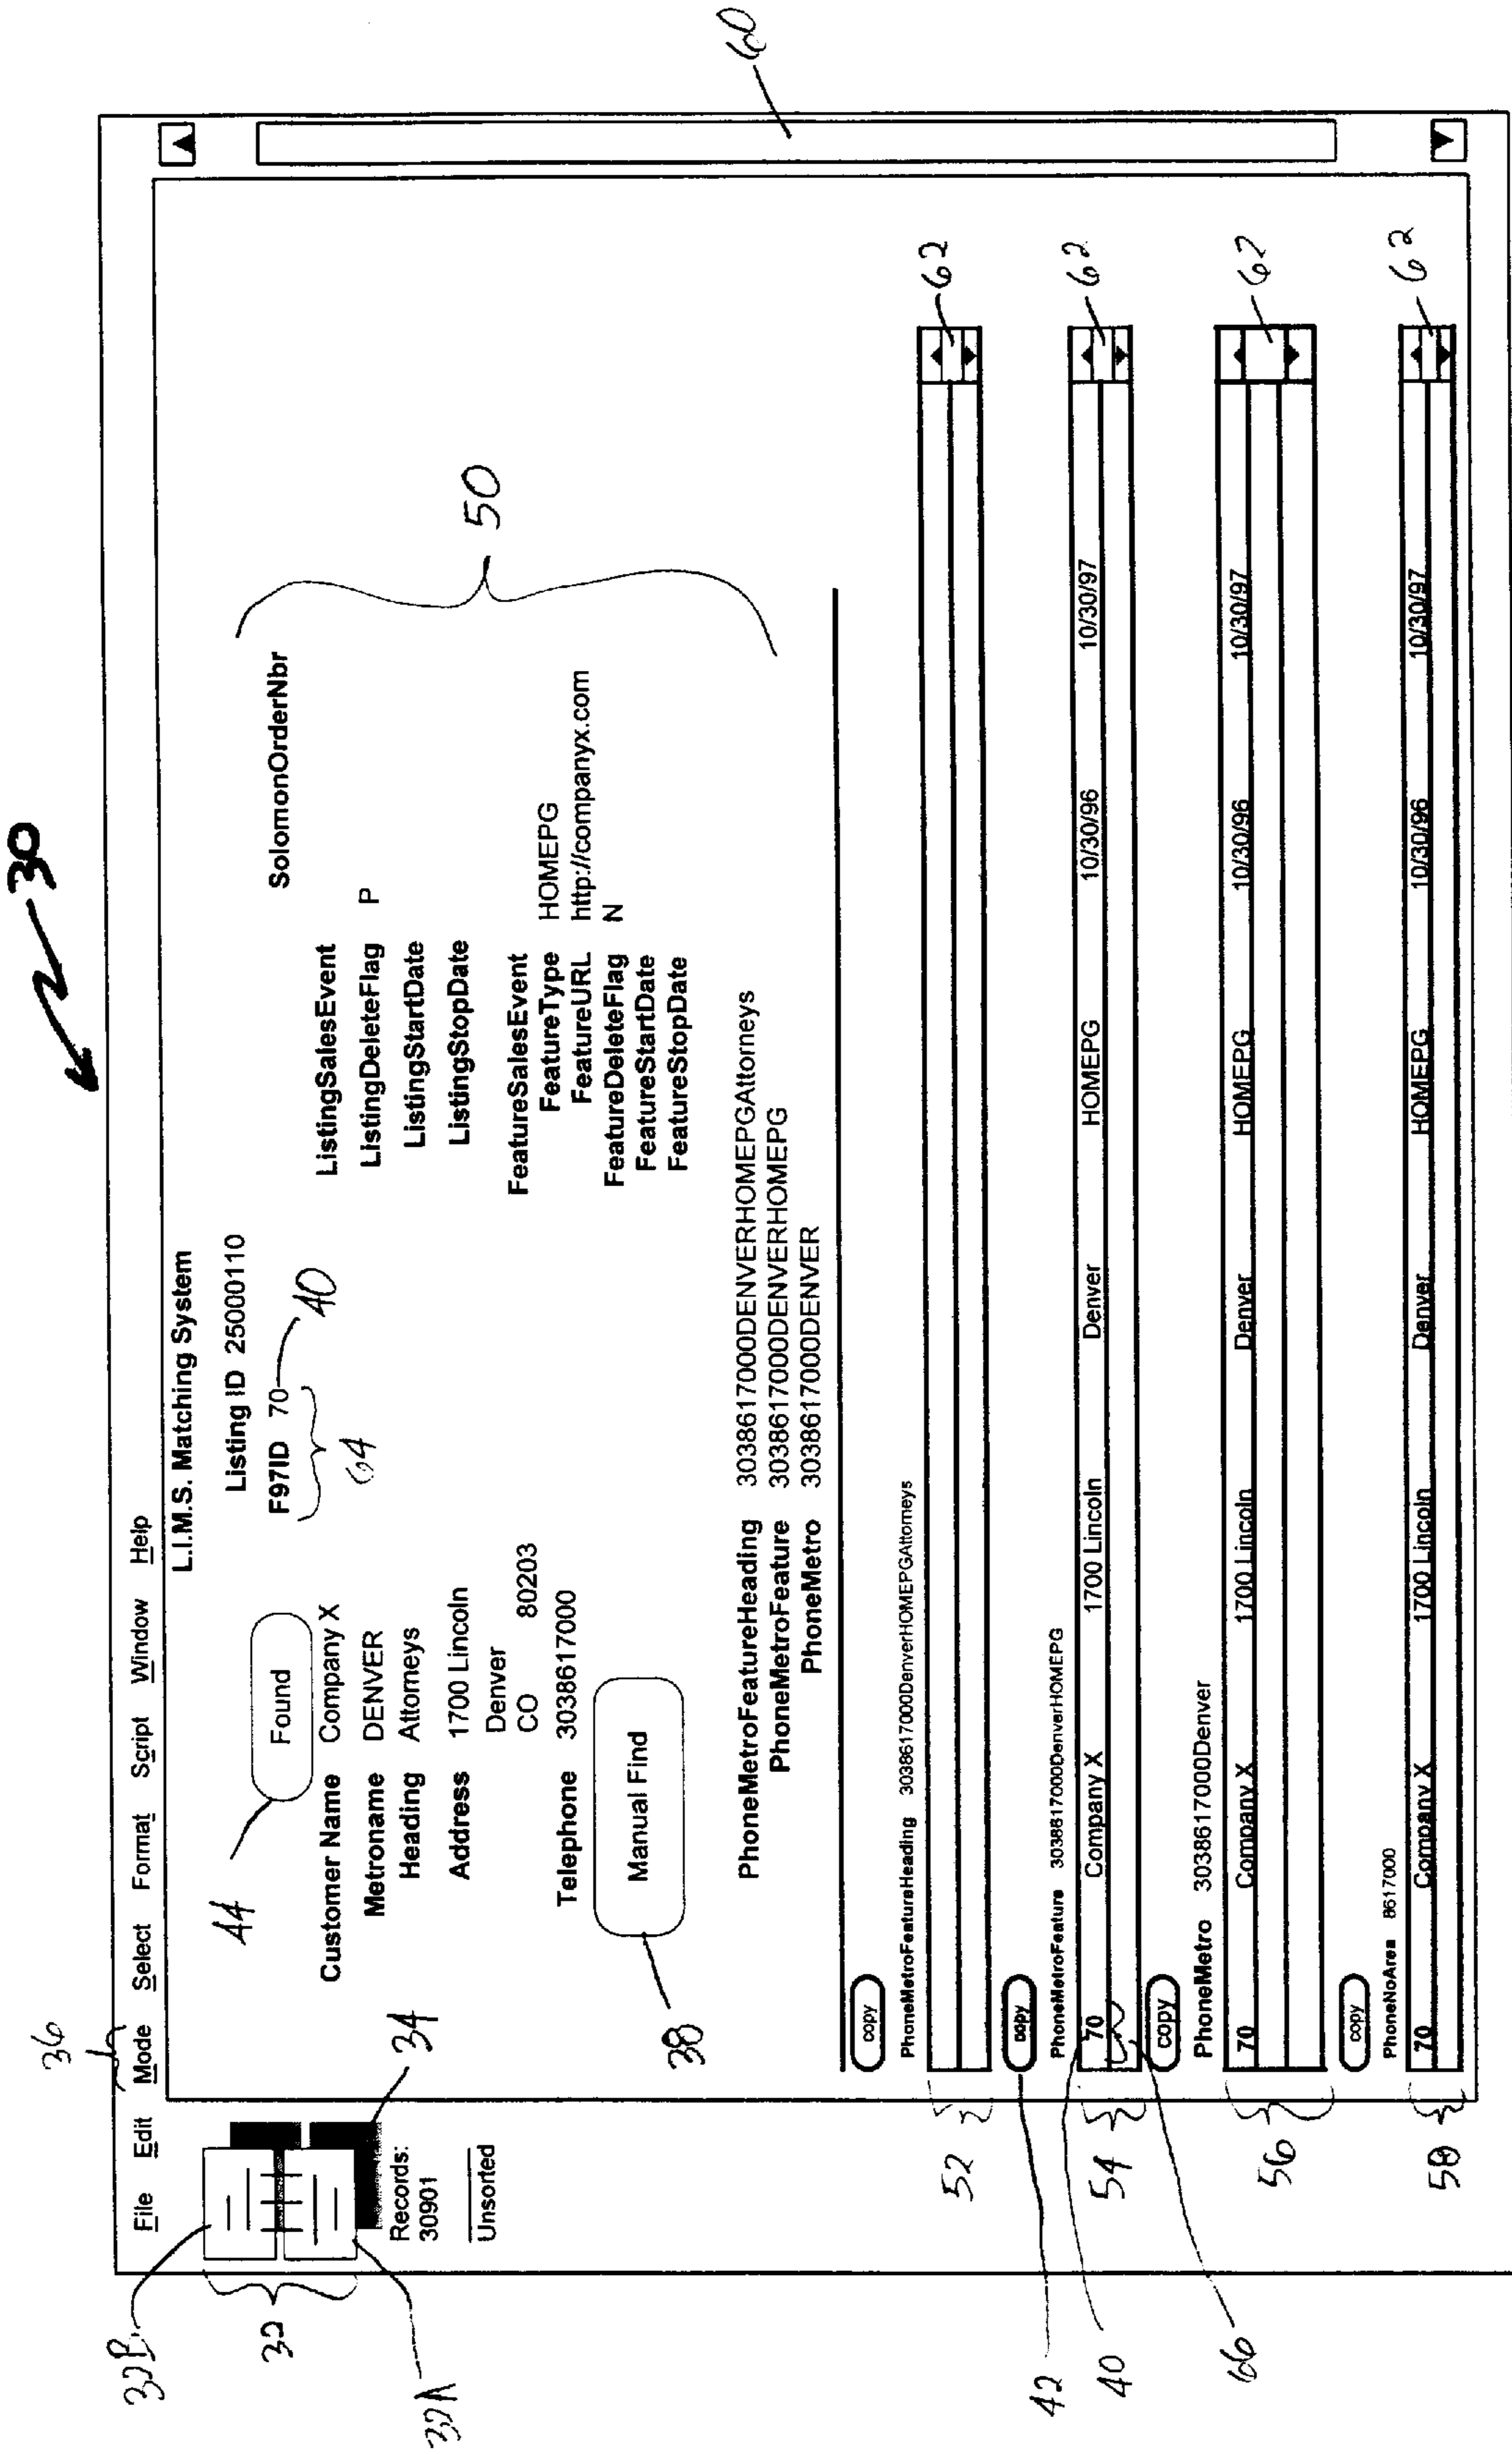 30
36
File Edit Mode Select Format Script Window Help
L.I.M.S. Matching System
32B
32
32A
34
Records:
30901
Unsorted
44
Found
Listing ID 25000110
F97ID 70
40
64
SolomonOrderNbr
Customer Name Company X
Metroname DENVER
Heading Attorneys
Address 1700 Lincoln
Denver
CO 80203
Telephone 3038617000
Manual Find
38
ListingSalesEvent
ListingDeleteFlag P
ListingStartDate
ListingStopDate
FeatureSalesEvent
FeatureType HOMEPG
FeatureURL http://companyx.com
FeatureDeleteFlag N
FeatureStartDate
FeatureStopDate
50
60
PhoneMetroFeatureHeading 3038617000DENVERHOMEPGAttorneys
PhoneMetroFeature 3038617000DENVERHOMEPG
PhoneMetro 3038617000DENVER
copy
PhoneMetroFeatureHeading 3038617000DenverHOMEPGAttorneys
52
62
42
copy
PhoneMetroFeature 3038617000DenverHOMEPG
40
54
70 Company X 1700 Lincoln Denver HOMEPG 10/30/96 10/30/97
62
66
copy
PhoneMetro 3038617000Denver
56
70 Company X 1700 Lincoln Denver HOMEPG 10/30/96 10/30/97
62
copy
PhoneNoArea 8617000
58
70 Company X 1700 Lincoln Denver HOMEPG 10/30/96 10/30/97
62